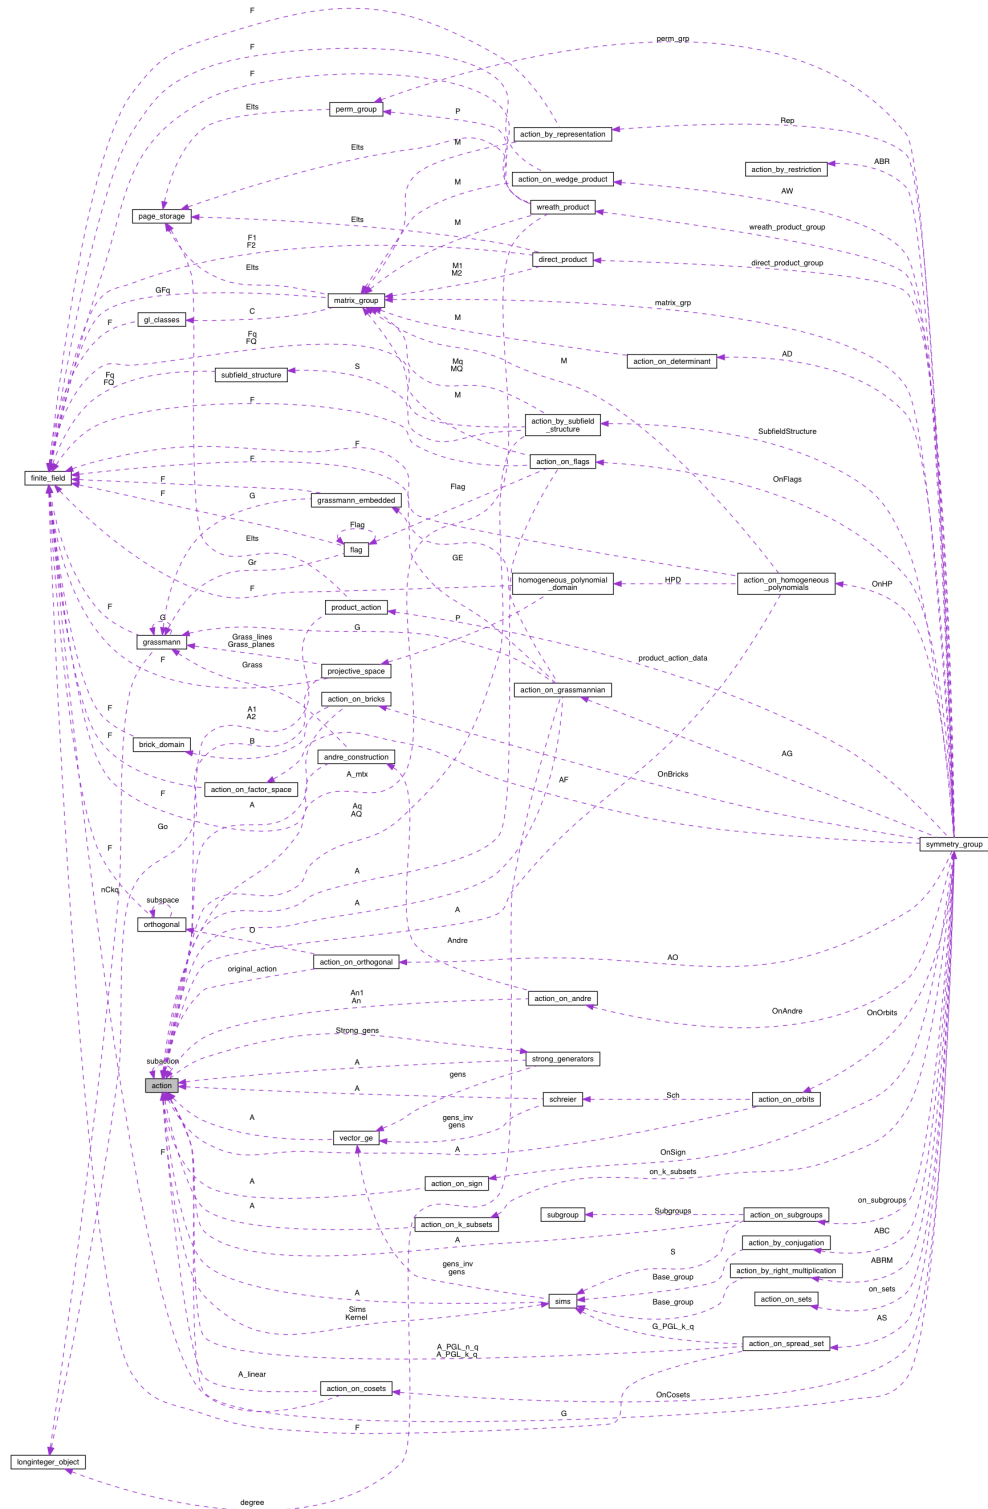 F
perm_grp
F
F
Elts
perm_group
P
Rep
action_by_representation
M
Elts
ABR
action_by_restriction
M
action_on_wedge_product
AW
wreath_product
page_storage
Elts
wreath_product_group
F1
F2
direct_product
direct_product_group
M1
M2
Elts
GFq
matrix_group
matrix_grp
C
M
gl_classes
F
Fq
FQ
AD
action_on_determinant
Mq
MQ
M
S
Fq
FQ
subfield_structure
M
F
action_by_subfield
_structure
SubfieldStructure
F
action_on_flags
F
finite_field
F
OnFlags
Flag
G
F
grassmann_embedded
Flag
Elts
flag
GE
Gr
homogeneous_polynomial
_domain
HPD
action_on_homogeneous
_polynomials
OnHP
F
product_action
G
P
G
F
grassmann
Grass_lines
Grass_planes
product_action_data
F
Grass
projective_space
action_on_grassmannian
action_on_bricks
A1
A2
F
B
brick_domain
F
AG
andre_construction
A_mtx
OnBricks
AF
action_on_factor_space
F
A
Aq
AQ
Go
symmetry_group
F
A
nCkq
A
A
subspace
orthogonal
O
Andre
AO
action_on_orthogonal
original_action
An1
An
action_on_andre
OnAndre
OnOrbits
Strong_gens
subaction
strong_generators
A
gens
action
A
schreier
Sch
action_on_orbits
gens_inv
gens
A
vector_ge
A
OnSign
F
on_k_subsets
A
action_on_sign
on_subgroups
A
action_on_k_subsets
subgroup
Subgroups
action_on_subgroups
A
ABC
S
action_by_conjugation
gens_inv
gens
Base_group
ABRM
action_by_right_multiplication
A
sims
Base_group
on_sets
action_on_sets
Sims
Kernel
AS
G_PGL_k_q
A_PGL_n_q
A_PGL_k_q
action_on_spread_set
A_linear
action_on_cosets
OnCosets
G
F
longinteger_object
degree